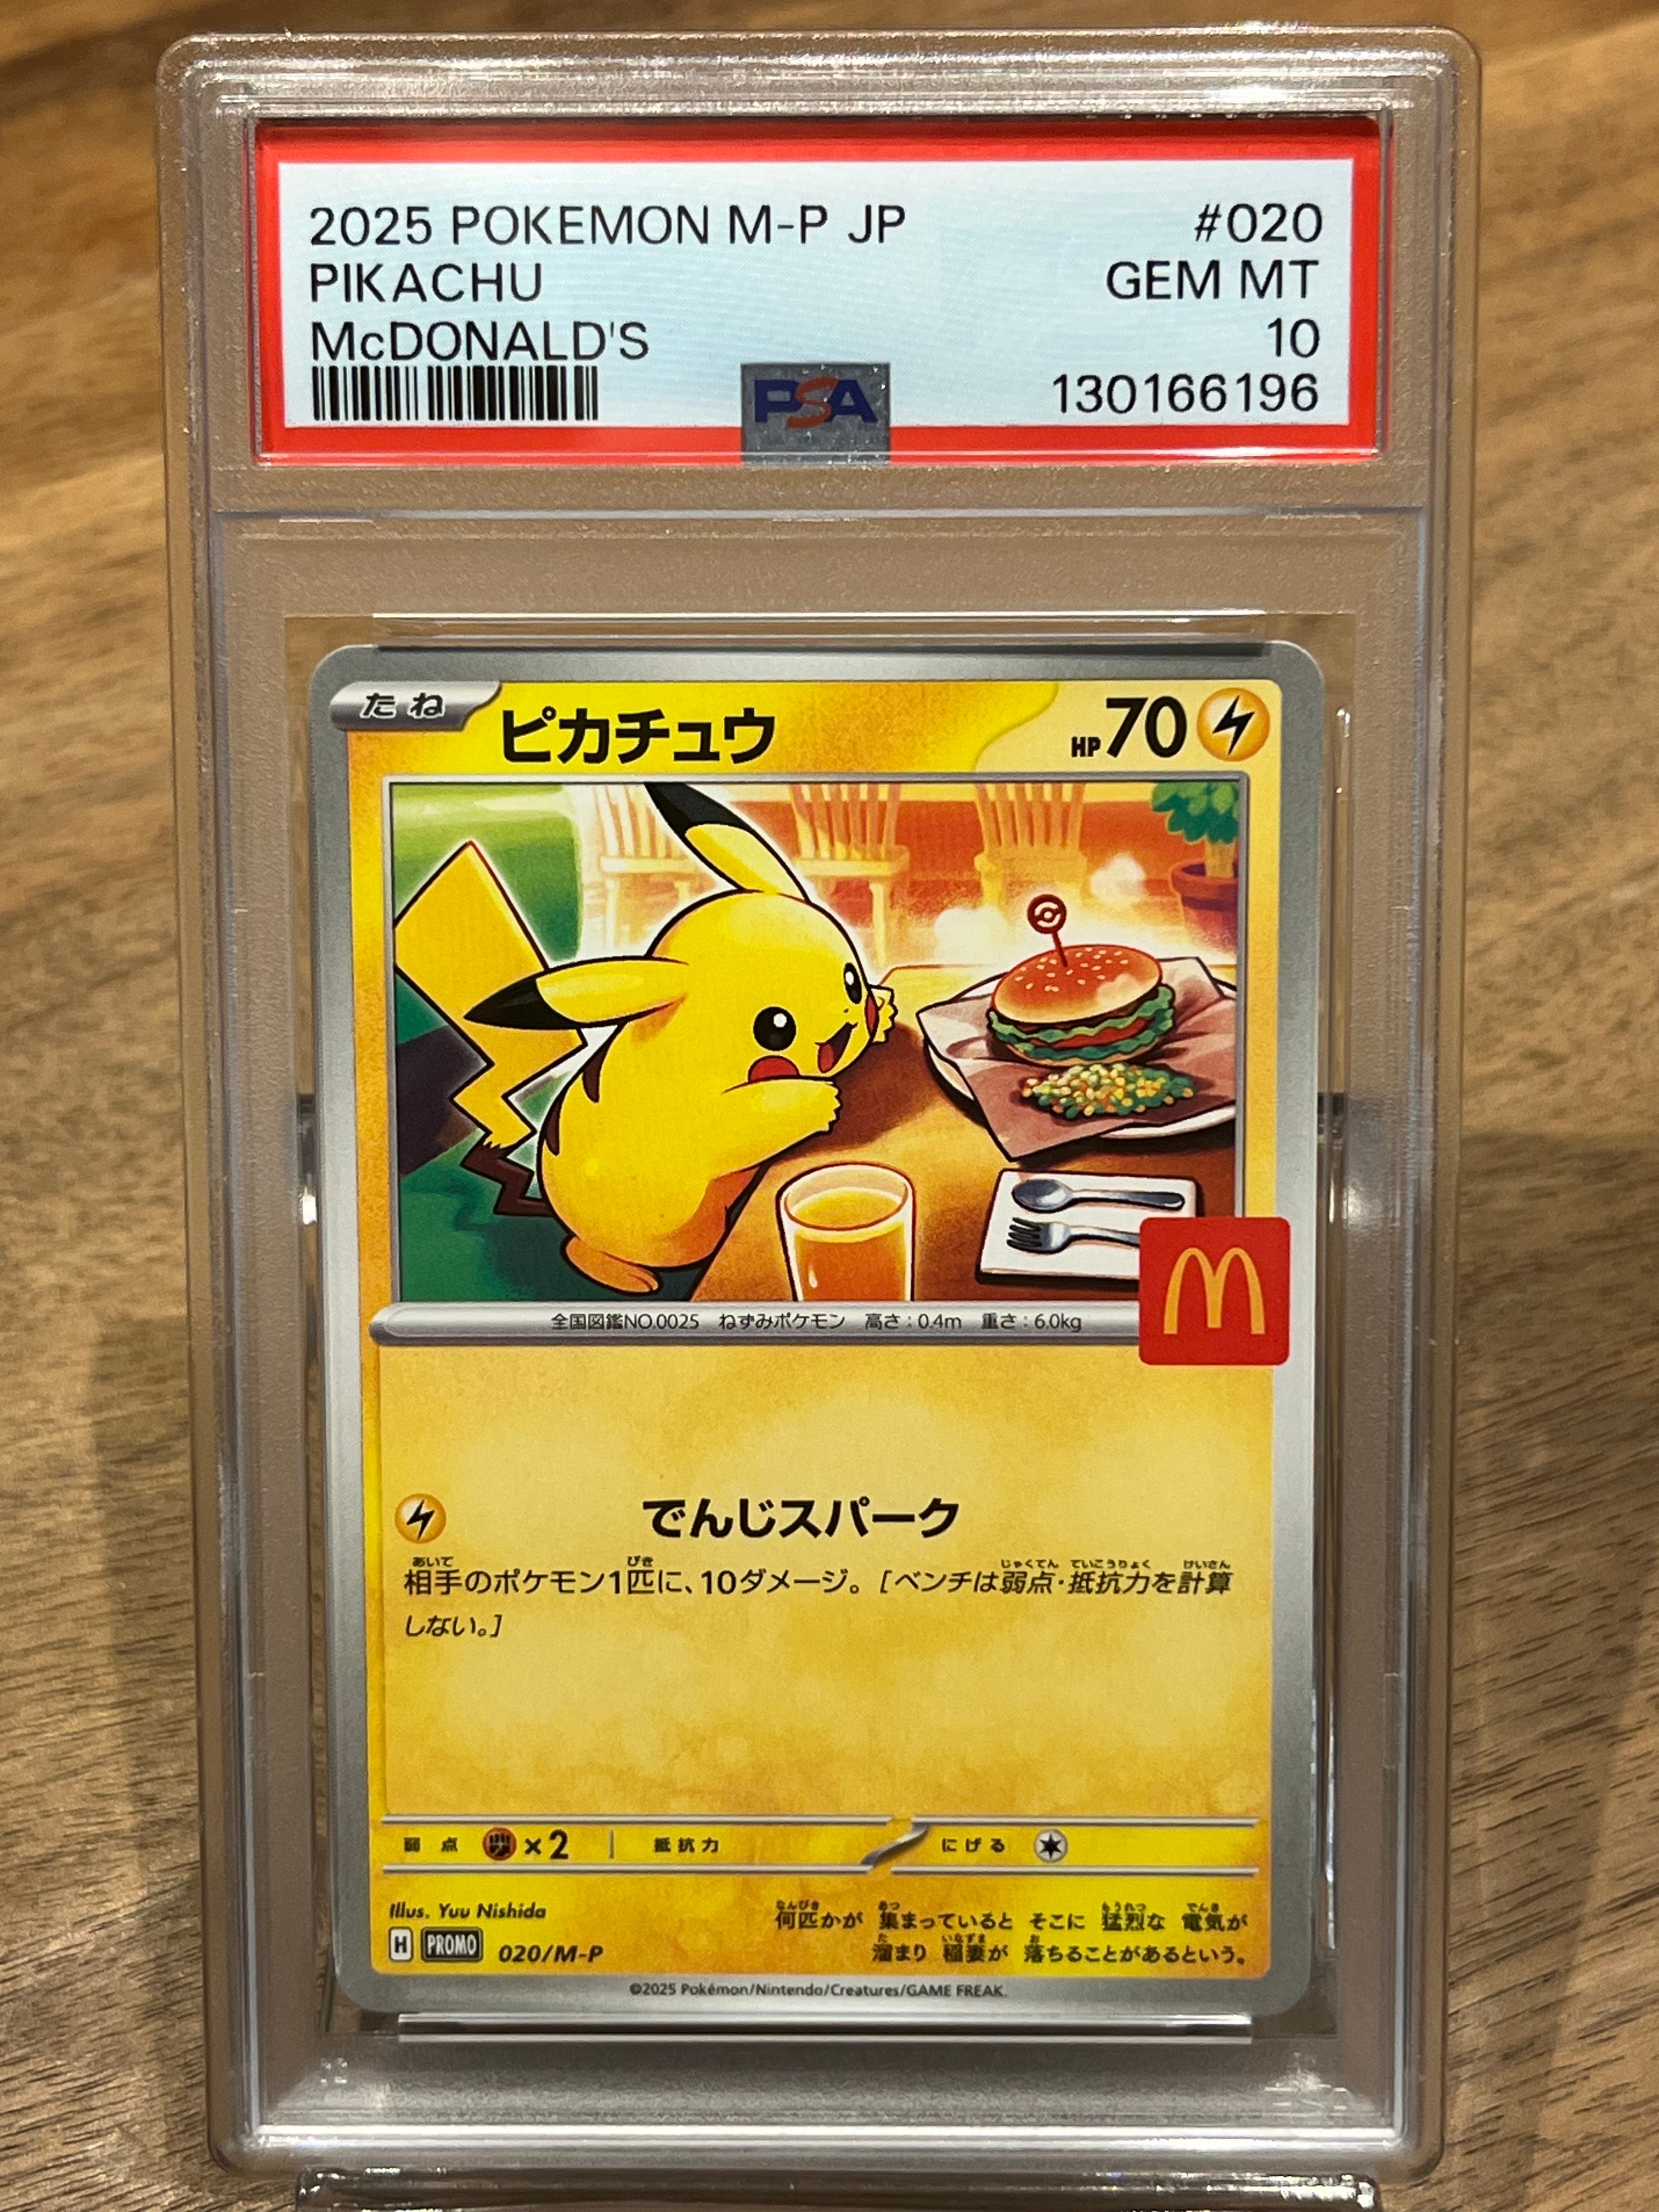 2025 POKEMON M-P JP #020
PIKACHU GEM MT
McDONALD'S 10
PSA 130166196
たね ピカチュウ HP70
全国図鑑NO.0025 ねずみポケモン 高さ:0.4m 重さ:6.0kg
でんじスパーク
相手のポケモン1匹に、10ダメージ。[ベンチは弱点・抵抗力を計算
しない。]
弱点 ×2 抵抗力 にげる
Illus. Yuu Nishida
H PROMO 020/M-P
何匹かが 集まっていると そこに 猛烈な 電気が
溜まり 稲妻が 落ちることがあるという。
©2025 Pokémon/Nintendo/Creatures/GAME FREAK.